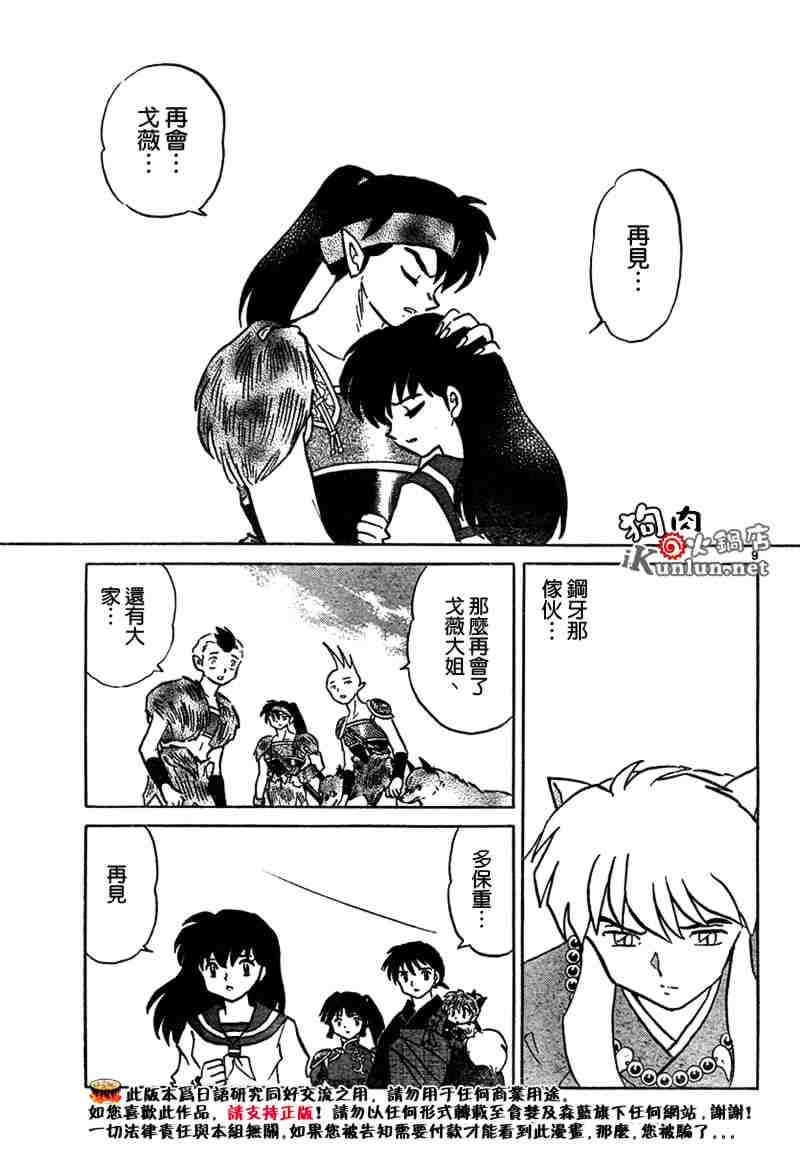 再見…
再會…
戈薇…
狗肉
火鍋店
iKunlun.net
9
鋼牙那
傢伙…
那麼再會了
戈薇大姐、
還有大
家…
多保重…
再見
此版本爲日語研究同好交流之用，請勿用于任何商業用途。
如您喜歡此作品，請支持正版！請勿以任何形式轉載至貪婪及森藍旗下任何網站，謝謝！
一切法律責任與本組無關。如果您被告知需要付款才能看到此漫畫，那麼，您被騙了。。。